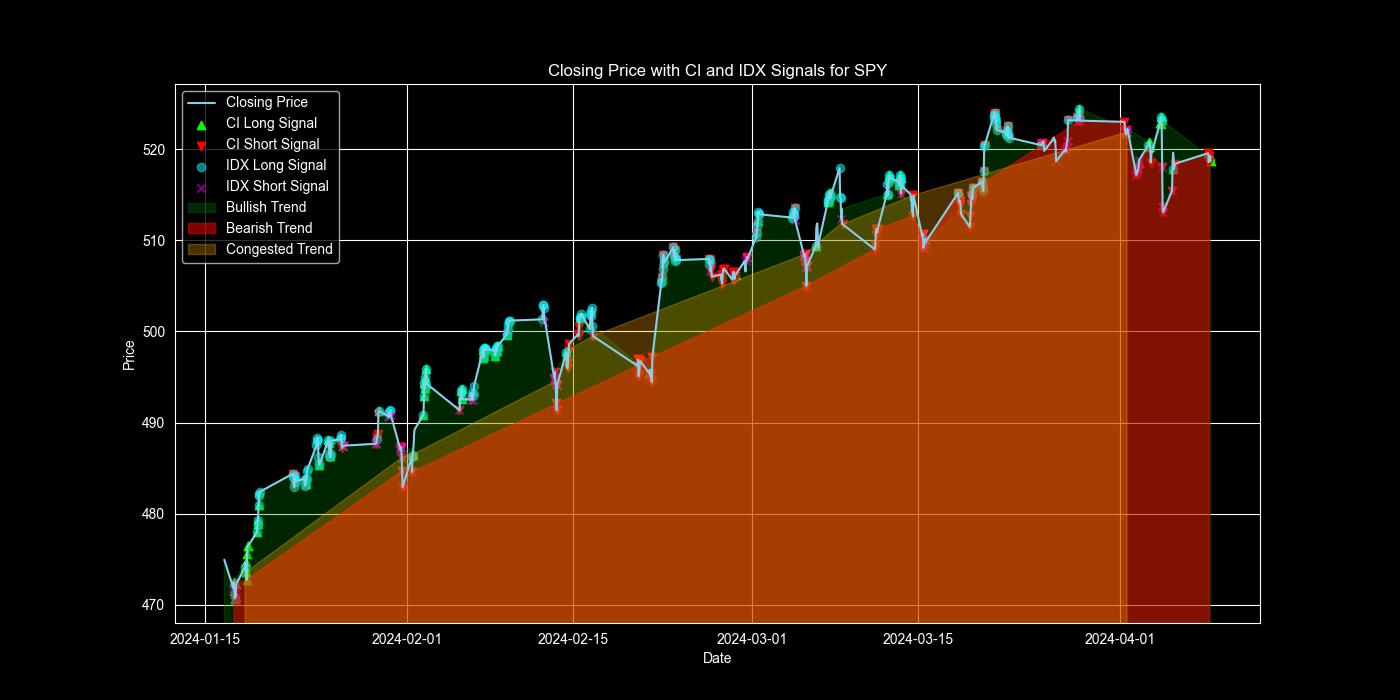 Closing Price with CI and IDX Signals for SPY
Closing Price
CI Long Signal
CI Short Signal
IDX Long Signal
IDX Short Signal
Bullish Trend
Bearish Trend
Congested Trend
Price
520
510
500
490
480
470
2024-01-15
2024-02-01
2024-02-15
2024-03-01
2024-03-15
2024-04-01
Date